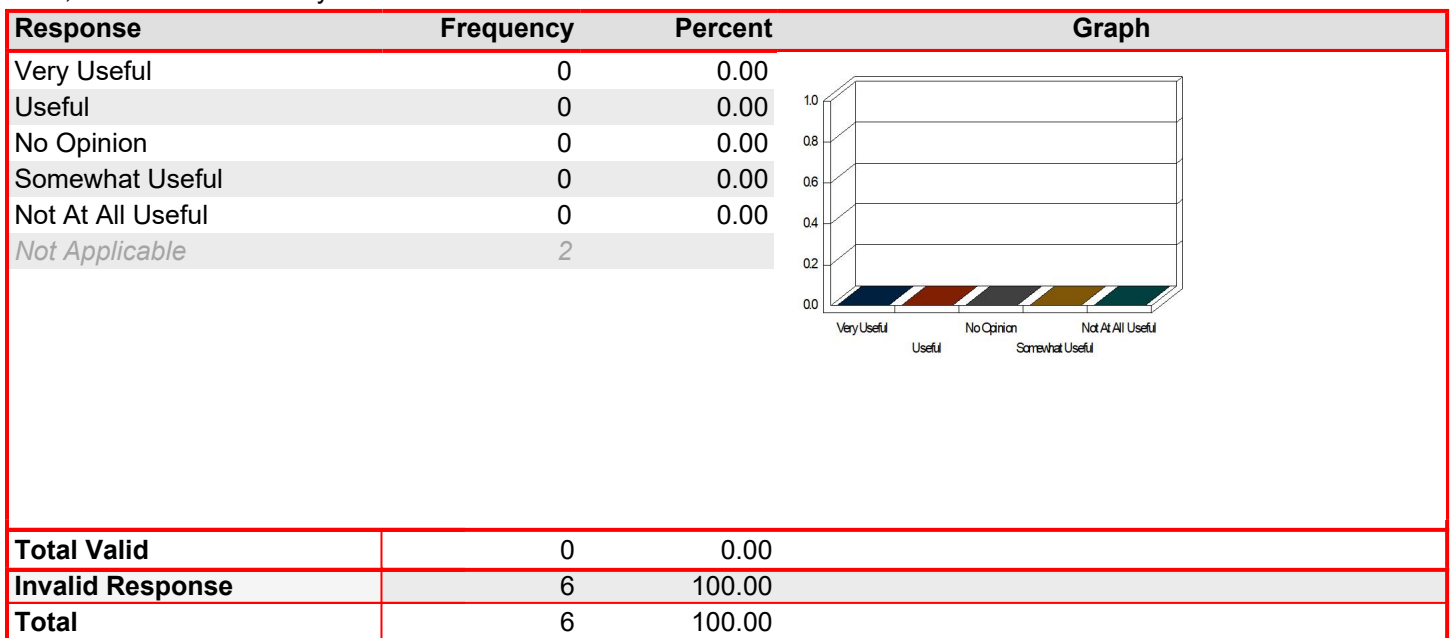 Response Frequency Percent Graph
Very Useful 0 0.00
Useful 0 0.00
No Opinion 0 0.00
Somewhat Useful 0 0.00
Not At All Useful 0 0.00
Not Applicable 2
1.0
0.8
0.6
0.4
0.2
0.0
Very Useful No Opinion Not At All Useful
Useful Somewhat Useful
Total Valid 0 0.00
Invalid Response 6 100.00
Total 6 100.00